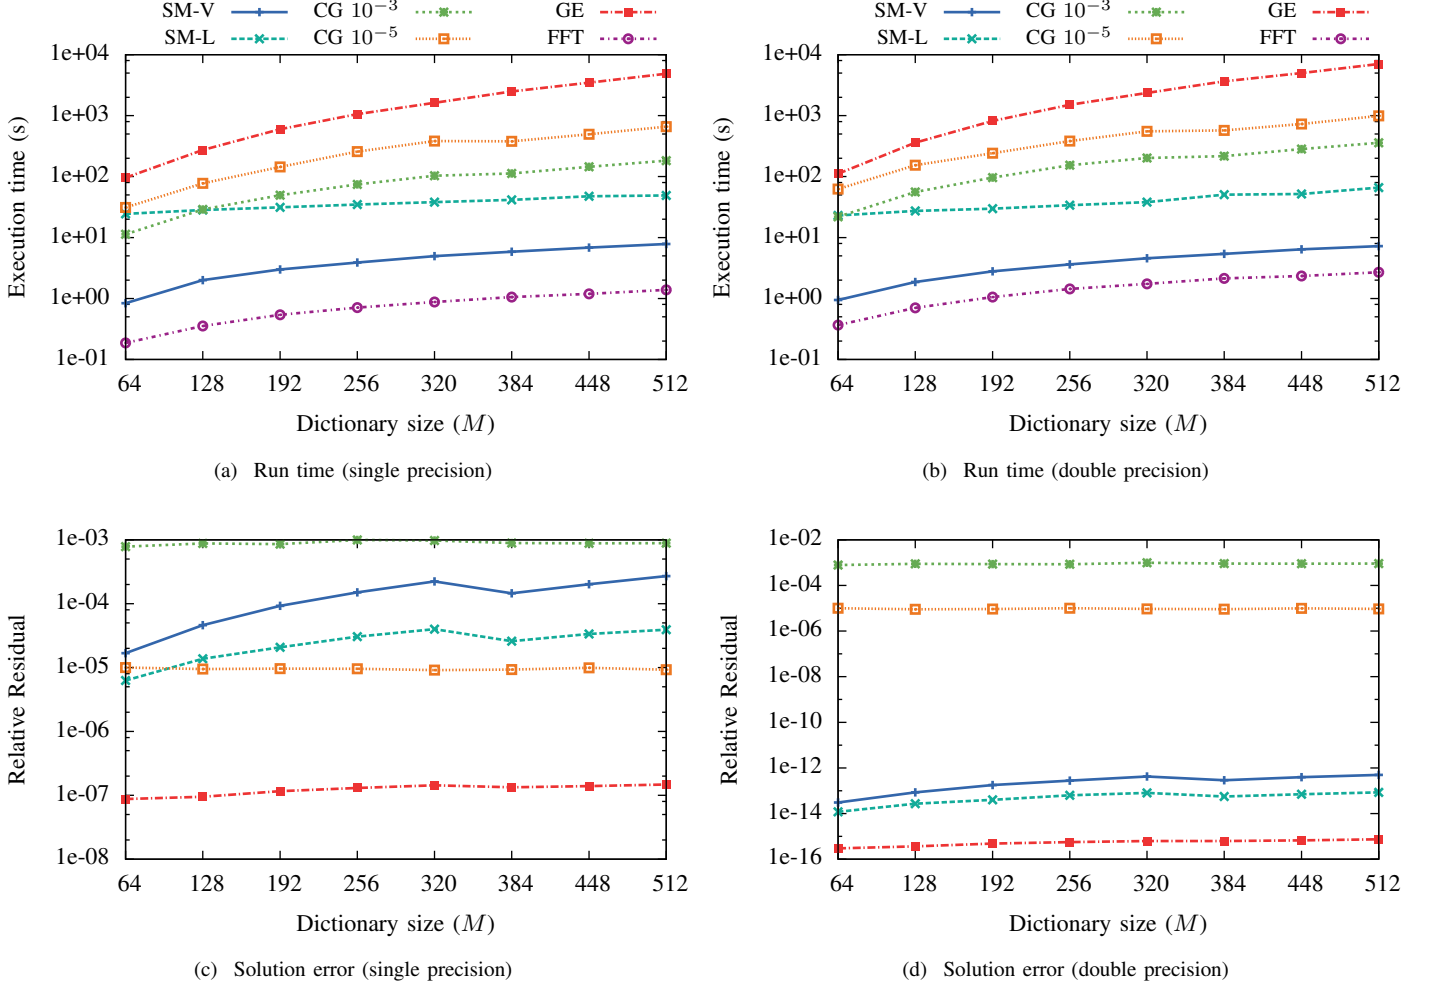 SM-V CG 10⁻³ GE
SM-L CG 10⁻⁵ FFT
1e+04
1e+03
1e+02
1e+01
1e+00
1e-01
Execution time (s)
64 128 192 256 320 384 448 512
Dictionary size (M)
(a) Run time (single precision)
SM-V CG 10⁻³ GE
SM-L CG 10⁻⁵ FFT
1e+04
1e+03
1e+02
1e+01
1e+00
1e-01
Execution time (s)
64 128 192 256 320 384 448 512
Dictionary size (M)
(b) Run time (double precision)
1e-03
1e-04
1e-05
1e-06
1e-07
1e-08
Relative Residual
64 128 192 256 320 384 448 512
Dictionary size (M)
(c) Solution error (single precision)
1e-02
1e-04
1e-06
1e-08
1e-10
1e-12
1e-14
1e-16
Relative Residual
64 128 192 256 320 384 448 512
Dictionary size (M)
(d) Solution error (double precision)